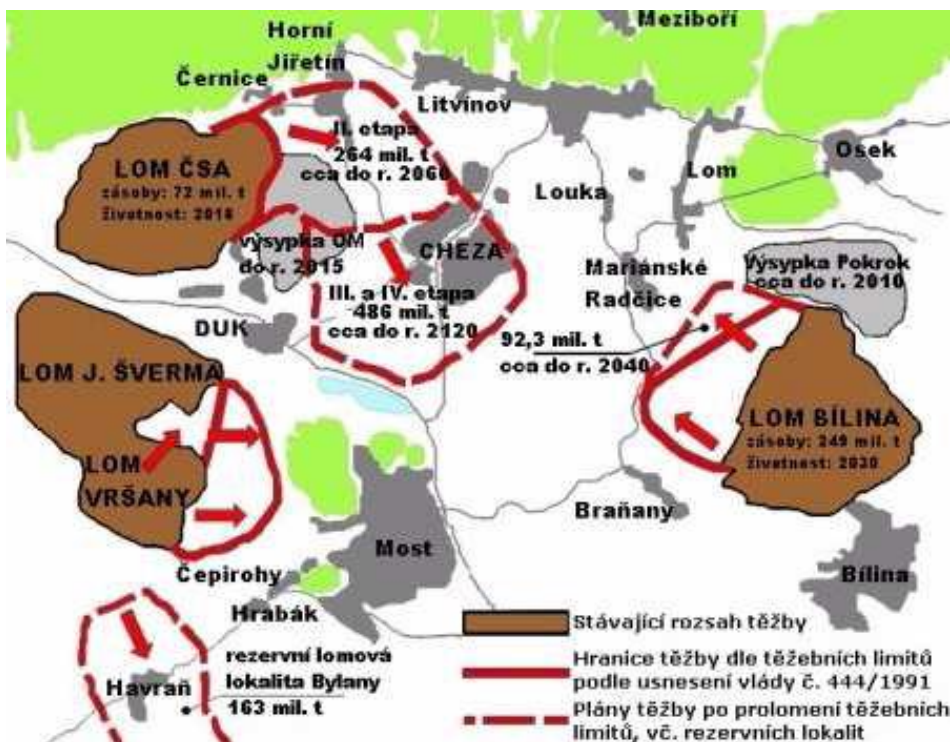 Meziboří
Horní
Jiřetín
Černice
Litvínov
II. etapa
264 mil. t
cca do r. 2060
LOM ČSA
zásoby: 72 mil. t
životnost: 2016
Louka
Lom
Osek
výsypka OM
do r. 2015
CHEZA
Mariánské
Radčice
Výsypka Pokrok
cca do r. 2010
III. a IV. etapa
486 mil. t
cca do r. 2120
DUK
92,3 mil. t
cca do r. 2040
LOM J. ŠVERMA
LOM
VRŠANY
LOM BÍLINA
zásoby: 249 mil. t
životnost: 2030
Braňany
Most
Bílina
Čepirohy
Hrabák
Havraň
rezervní lomová
lokalita Bylany
163 mil. t
Stávající rozsah těžby
Hranice těžby dle těžebních limitů
podle usnesení vlády č. 444/1991
Plány těžby po prolomení těžebních
limitů, vč. rezervních lokalit